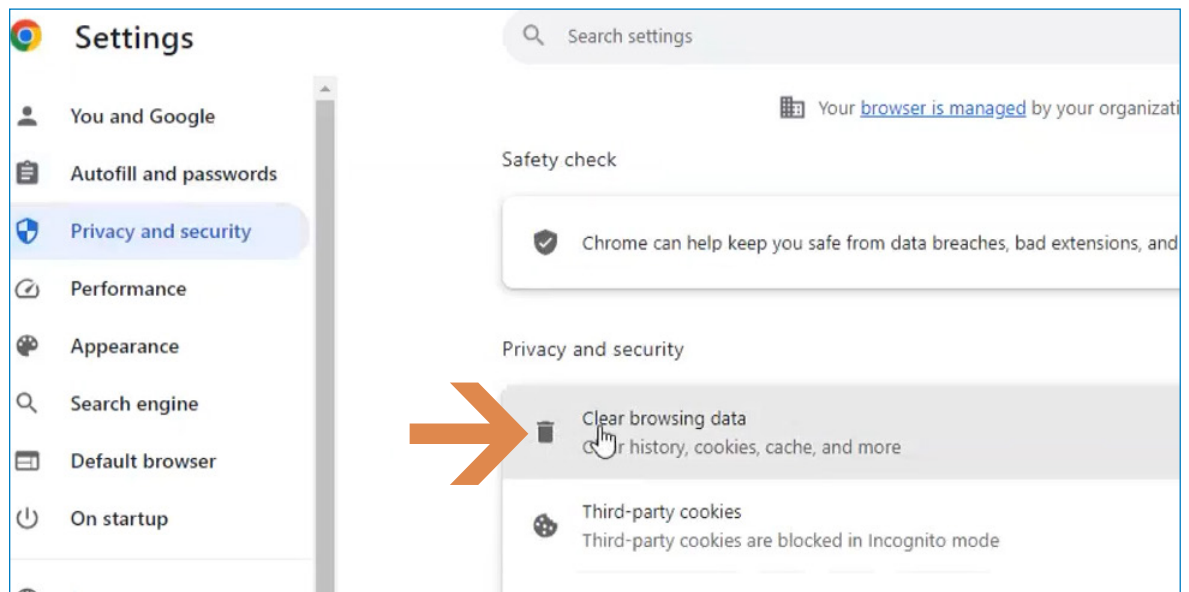 Settings
Search settings
You and Google
Autofill and passwords
Privacy and security
Performance
Appearance
Search engine
Default browser
On startup
Your browser is managed by your organizati
Safety check
Chrome can help keep you safe from data breaches, bad extensions, and
Privacy and security
Clear browsing data
history, cookies, cache, and more
Third-party cookies
Third-party cookies are blocked in Incognito mode